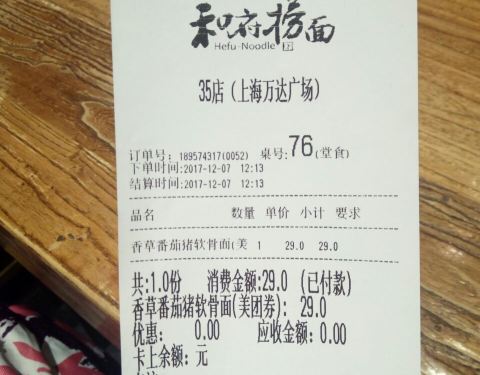 和府捞面
Hefu-Noodle
35店(上海万达广场)
订单号: 189574317(0052) 桌号:76(堂食)
下单时间:2017-12-07 12:13
结算时间:2017-12-07 12:13
品名 数量 单价 小计 要求
香草番茄猪软骨面(美 1 29.0 29.0
共:1.0份 消费金额:29.0 (已付款)
香草番茄猪软骨面(美团券): 29.0
优惠: 0.00 应收金额:0.00
卡上余额: 元